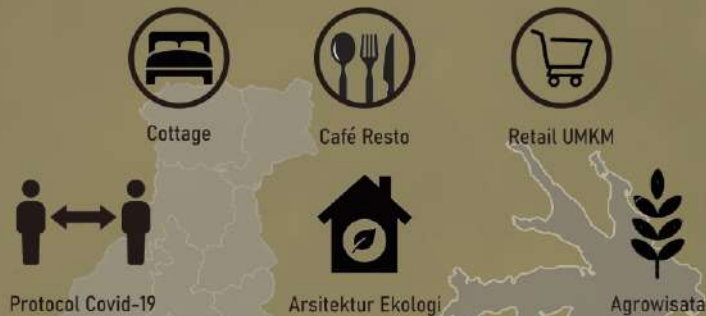 Cottage
Café Resto
Retail UMKM
Protocol Covid-19
Arsitektur Ekologi
Agrowisata